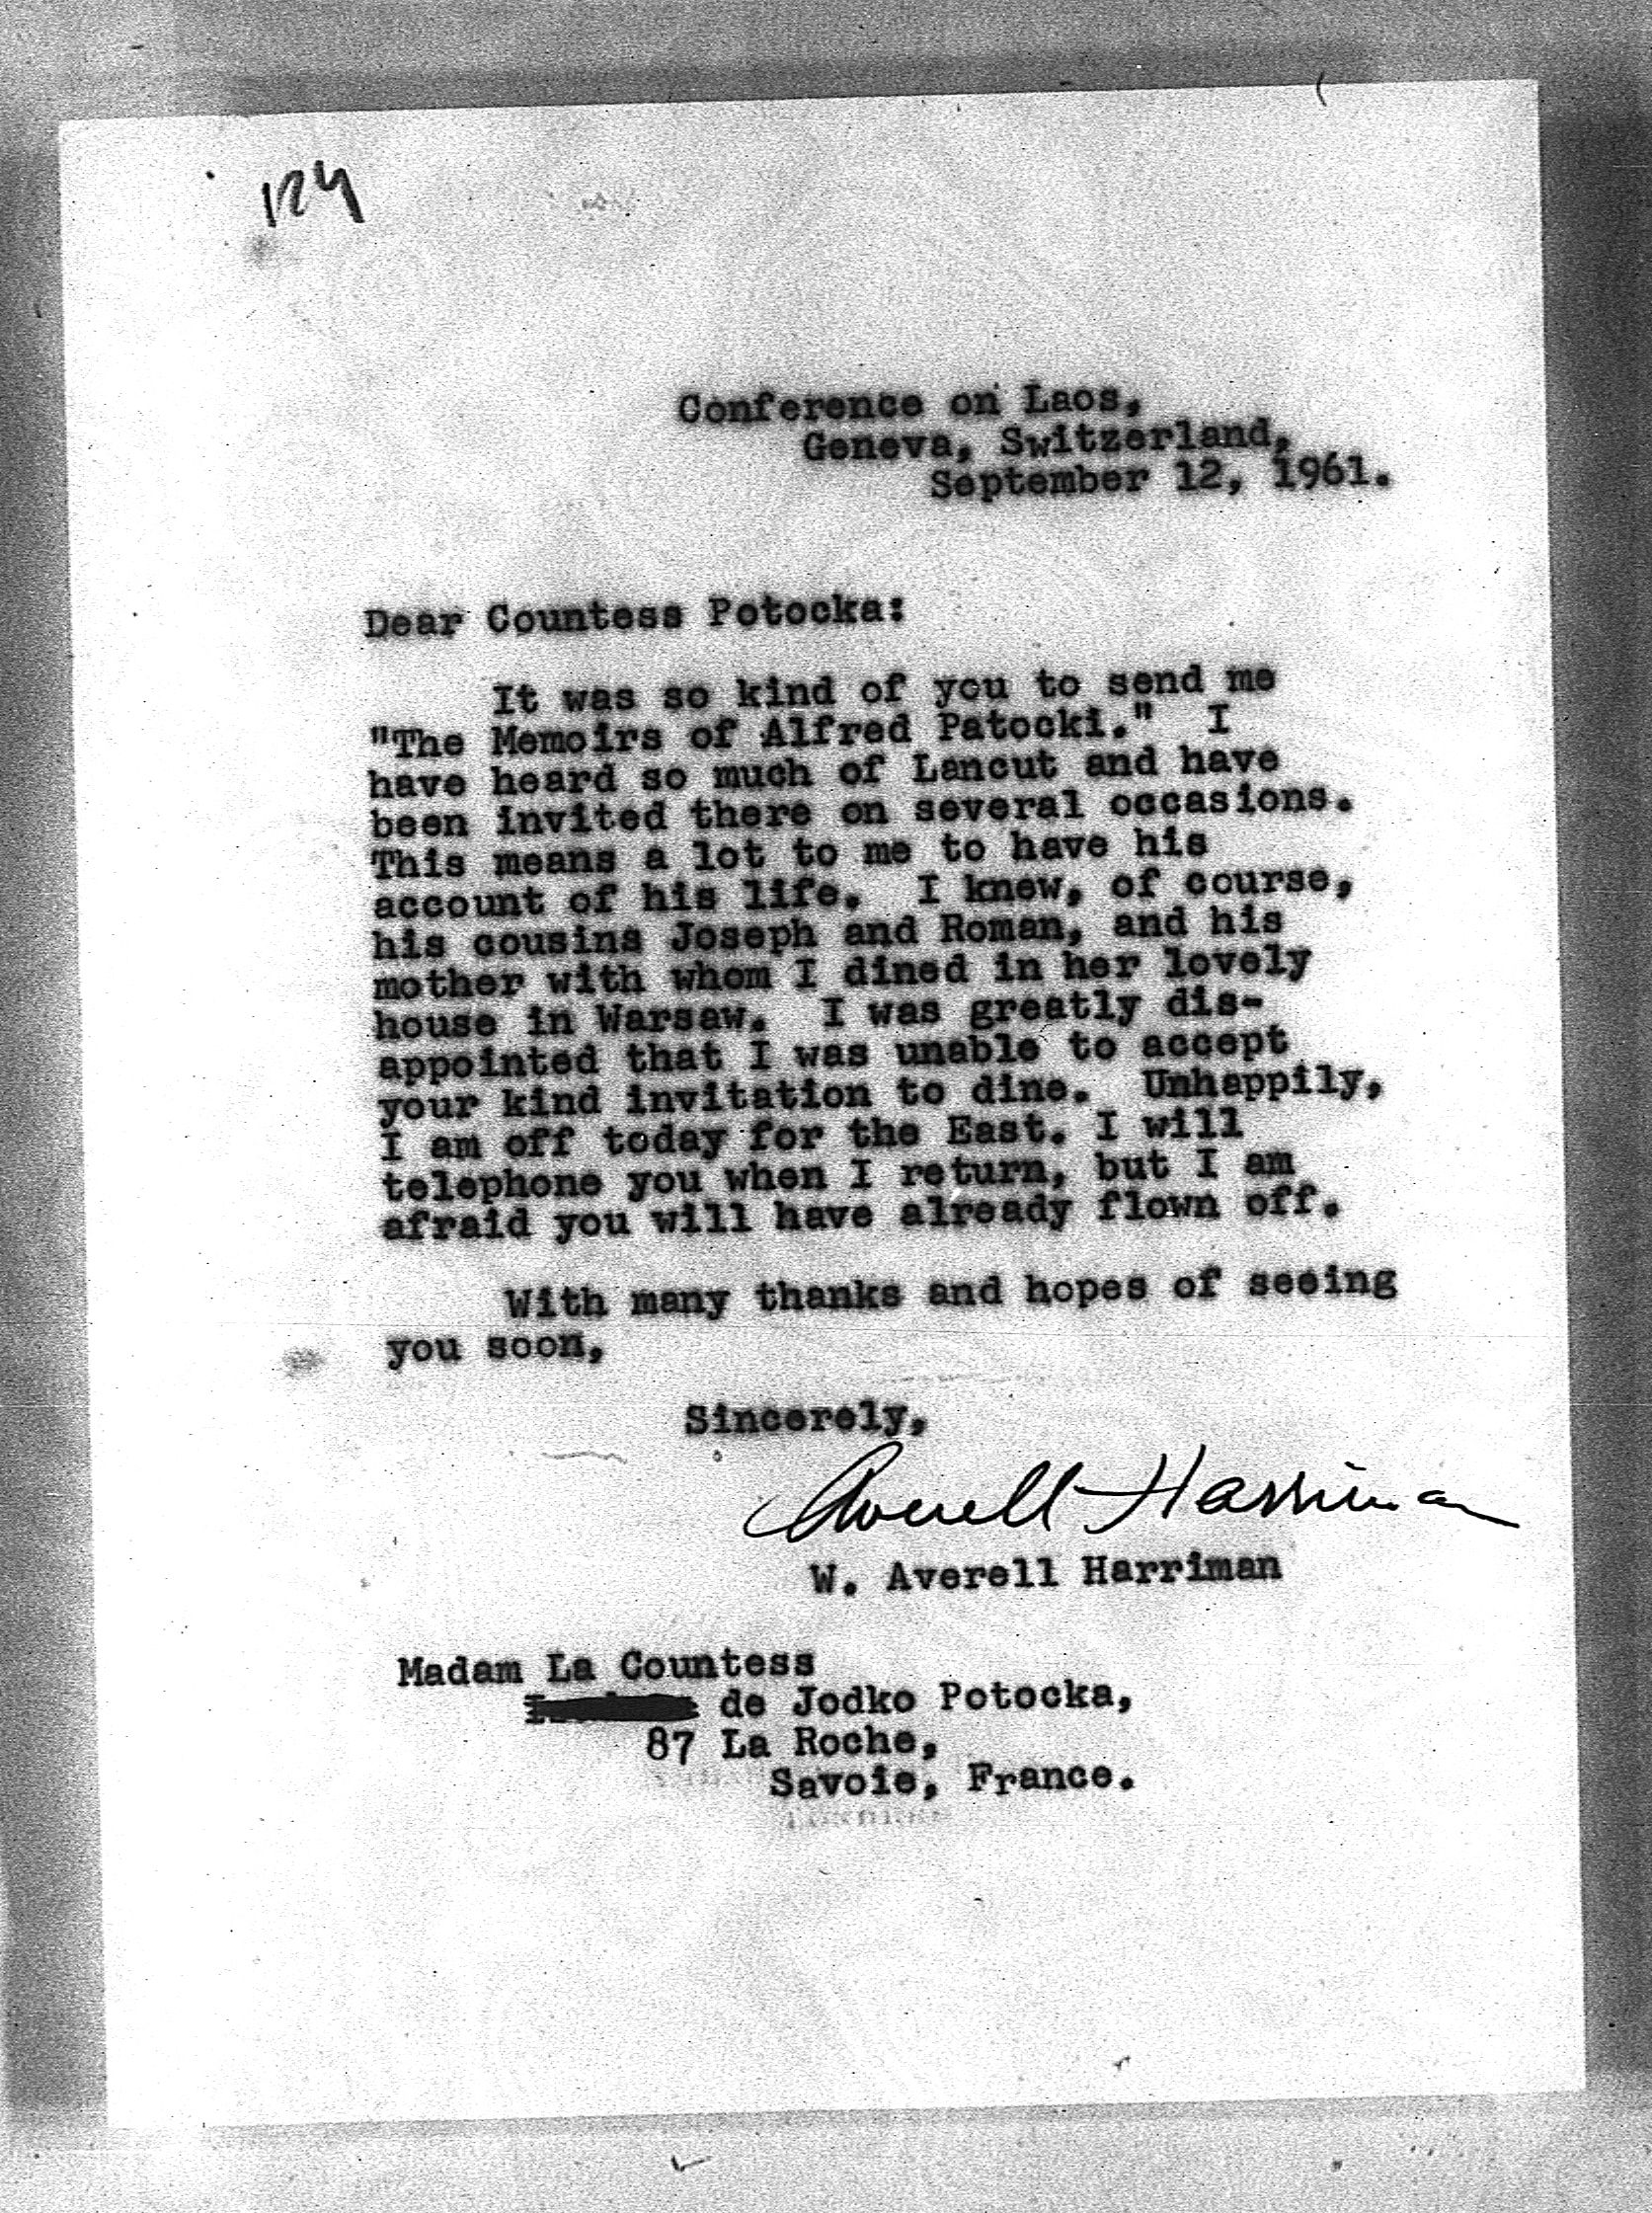 124
Conference on Laos,
Geneva, Switzerland,
September 12, 1961.
Dear Countess Potocka:
It was so kind of you to send me
"The Memoirs of Alfred Patocki." I
have heard so much of Lancut and have
been invited there on several occasions.
This means a lot to me to have his
account of his life. I knew, of course,
his cousins Joseph and Roman, and his
mother with whom I dined in her lovely
house in Warsaw. I was greatly dis-
appointed that I was unable to accept
your kind invitation to dine. Unhappily,
I am off today for the East. I will
telephone you when I return, but I am
afraid you will have already flown off.
With many thanks and hopes of seeing
you soon,
Sincerely,
Averell Harriman
W. Averell Harriman
Madam La Countess
de Jodko Potocka,
87 La Roche,
Savoie, France.